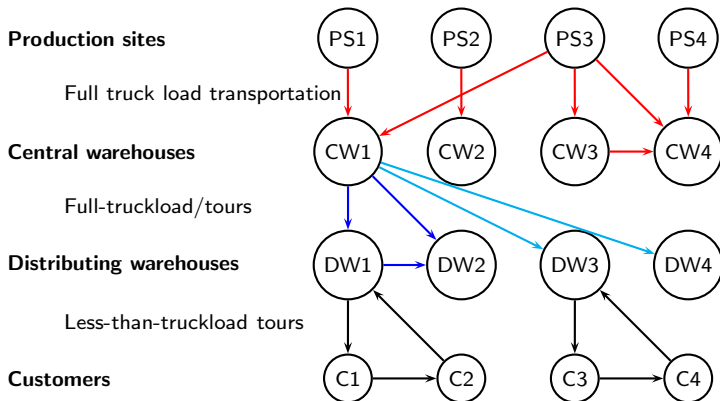 Production sites PS1 PS2 PS3 PS4
Full truck load transportation
Central warehouses CW1 CW2 CW3 CW4
Full-truckload/tours
Distributing warehouses DW1 DW2 DW3 DW4
Less-than-truckload tours
Customers C1 C2 C3 C4